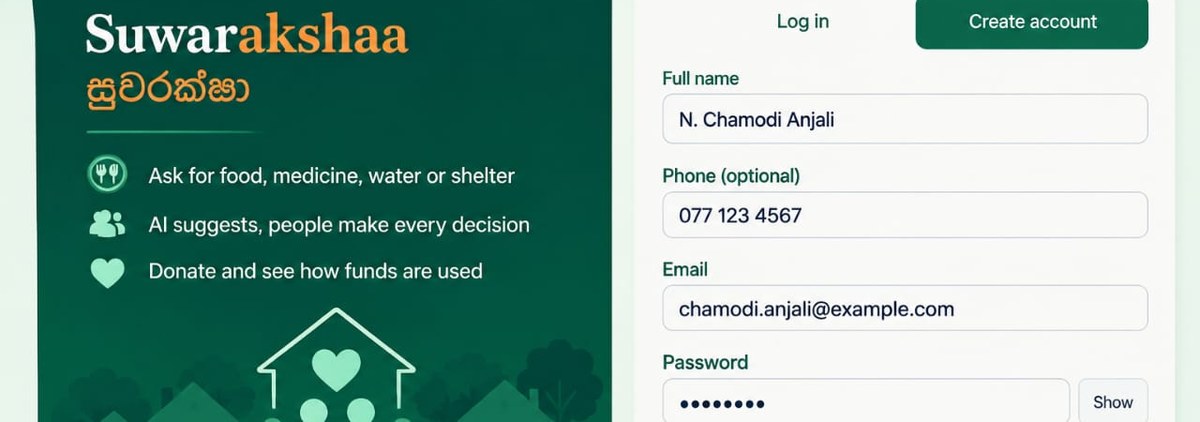 Suwarakshaa
සුවරක්ෂා
Ask for food, medicine, water or shelter
AI suggests, people make every decision
Donate and see how funds are used
Log in
Create account
Full name
N. Chamodi Anjali
Phone (optional)
077 123 4567
Email
chamodi.anjali@example.com
Password
••••••••
Show